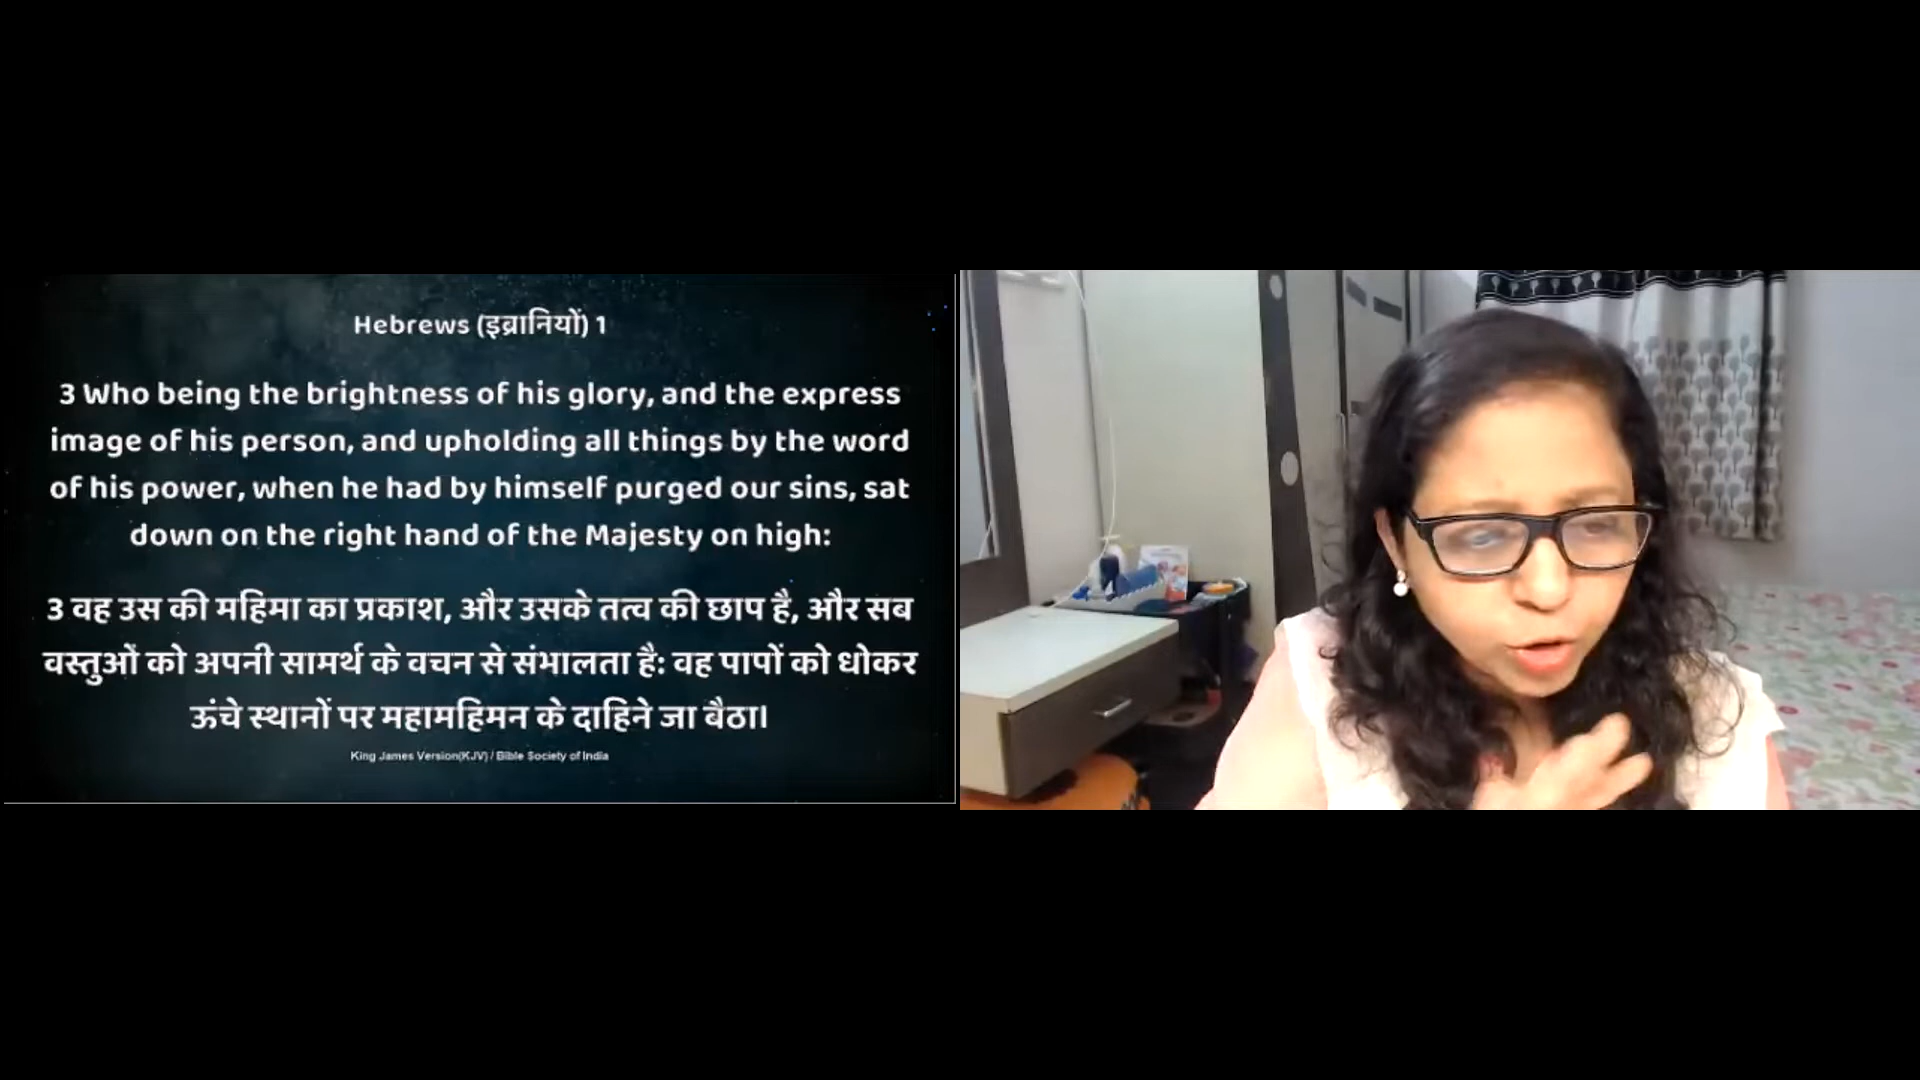 Hebrews (इब्रानियों) 1
3 Who being the brightness of his glory, and the express
image of his person, and upholding all things by the word
of his power, when he had by himself purged our sins, sat
down on the right hand of the Majesty on high:
3 वह उस की महिमा का प्रकाश, और उसके तत्व की छाप है, और सब
वस्तुओं को अपनी सामर्थ के वचन से संभालता है: वह पापों को धोकर
ऊंचे स्थानों पर महामहिमन के दाहिने जा बैठा।
King James Version(KJV) / Bible Society of India